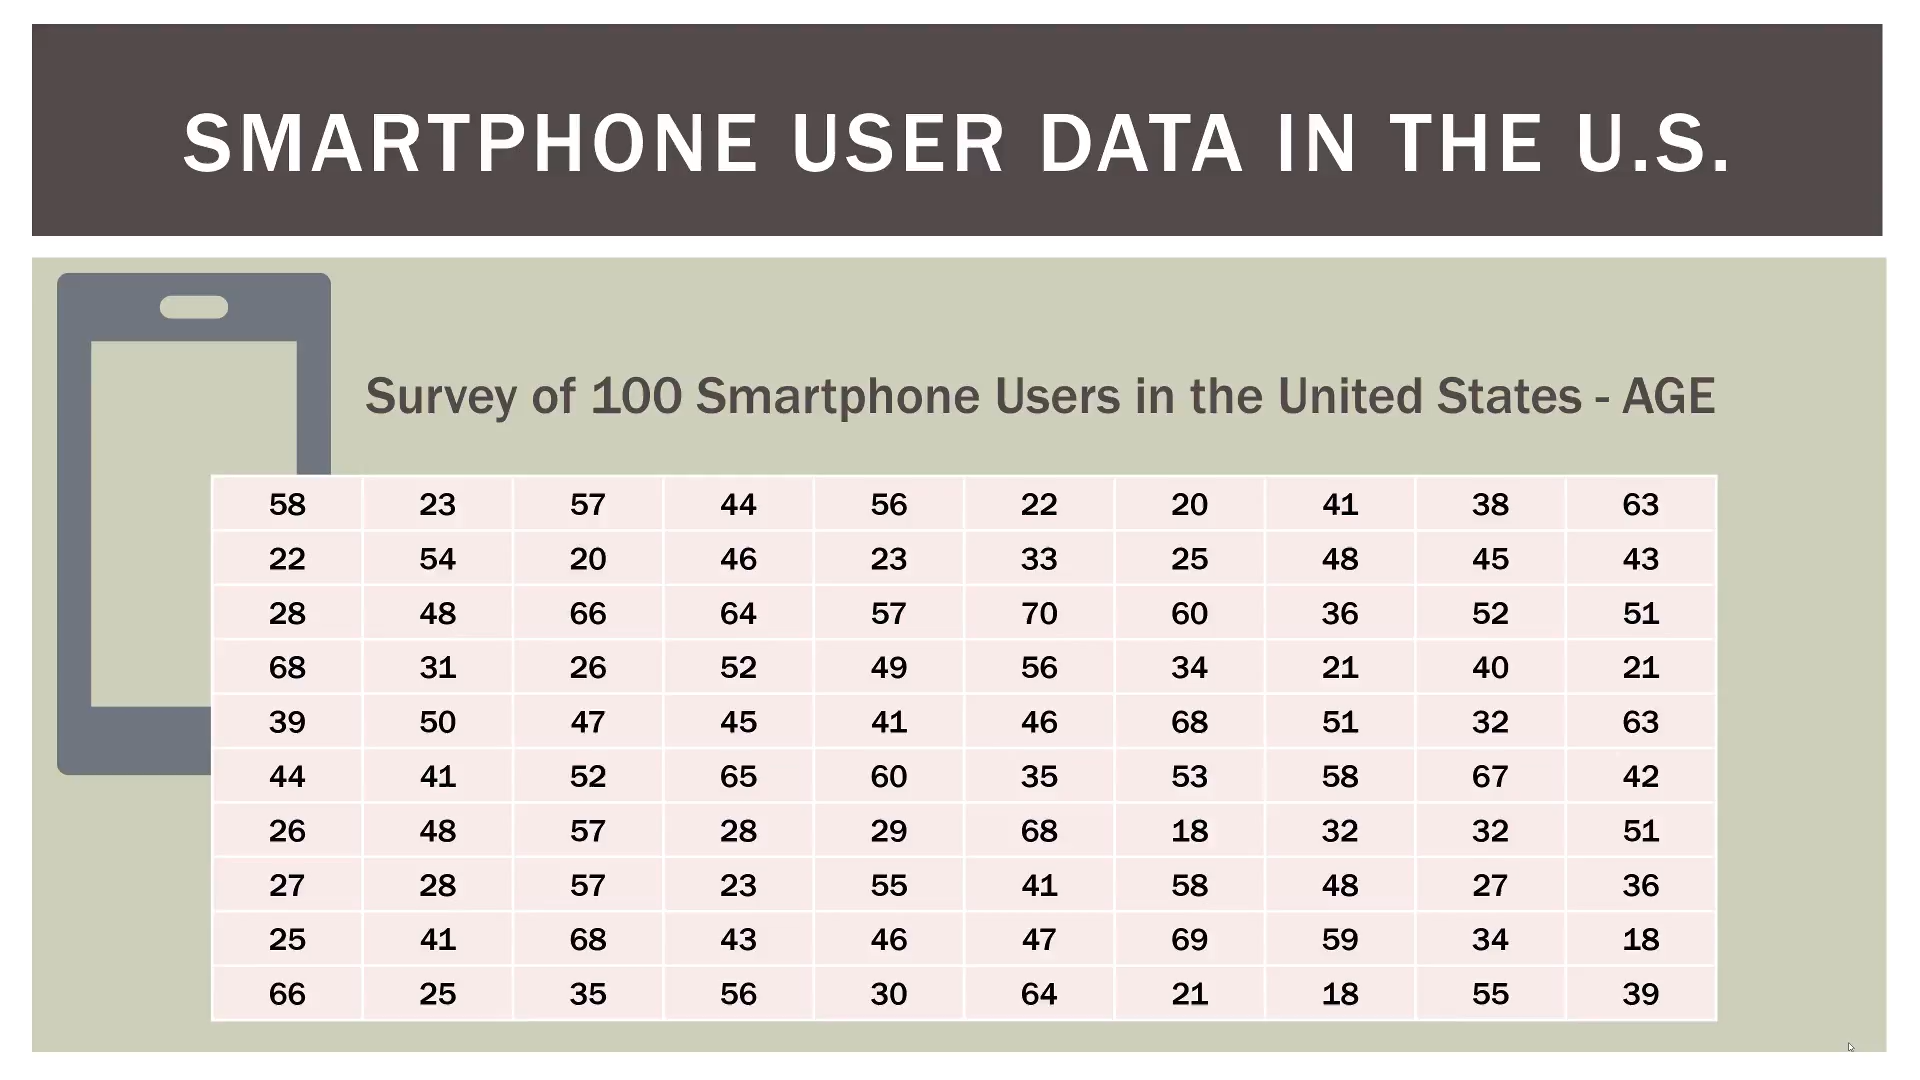 SMARTPHONE USER DATA IN THE U.S.
Survey of 100 Smartphone Users in the United States - AGE
58 23 57 44 56 22 20 41 38 63
22 54 20 46 23 33 25 48 45 43
28 48 66 64 57 70 60 36 52 51
68 31 26 52 49 56 34 21 40 21
39 50 47 45 41 46 68 51 32 63
44 41 52 65 60 35 53 58 67 42
26 48 57 28 29 68 18 32 32 51
27 28 57 23 55 41 58 48 27 36
25 41 68 43 46 47 69 59 34 18
66 25 35 56 30 64 21 18 55 39